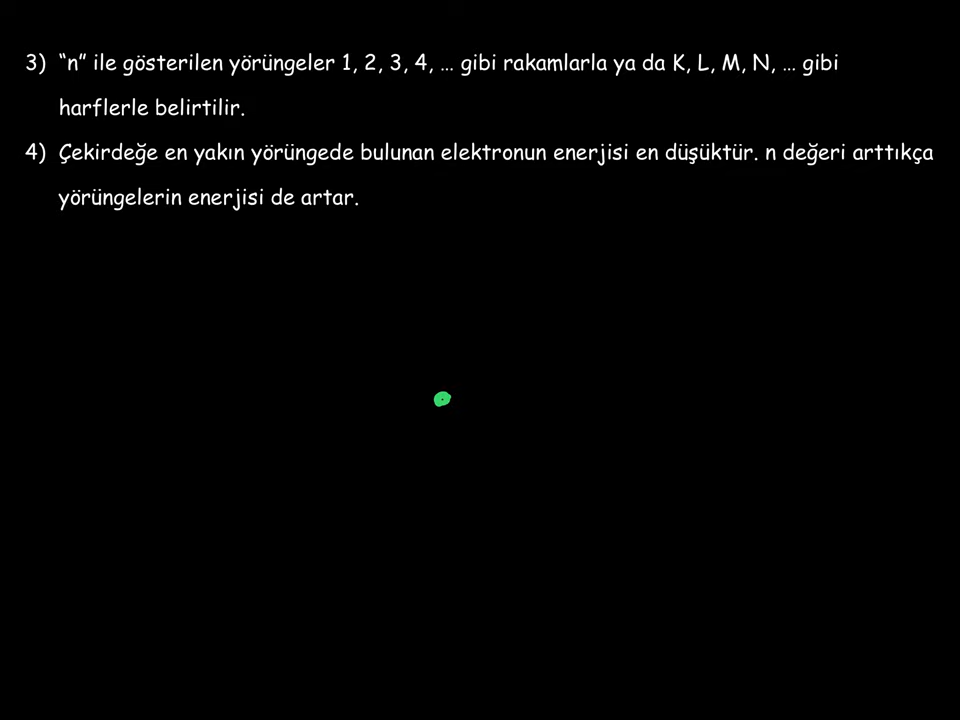 3) “n” ile gösterilen yörüngeler 1, 2, 3, 4, … gibi rakamlarla ya da K, L, M, N, … gibi
harflerle belirtilir.
4) Çekirdeğe en yakın yörüngede bulunan elektronun enerjisi en düşüktür. n değeri arttıkça
yörüngelerin enerjisi de artar.